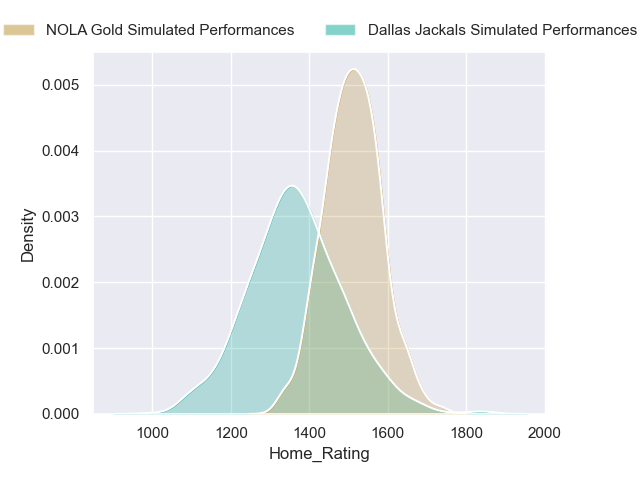 NOLA Gold Simulated Performances Dallas Jackals Simulated Performances
0.005
0.004
0.003
0.002
0.001
0.000
Density
1000 1200 1400 1600 1800 2000
Home_Rating